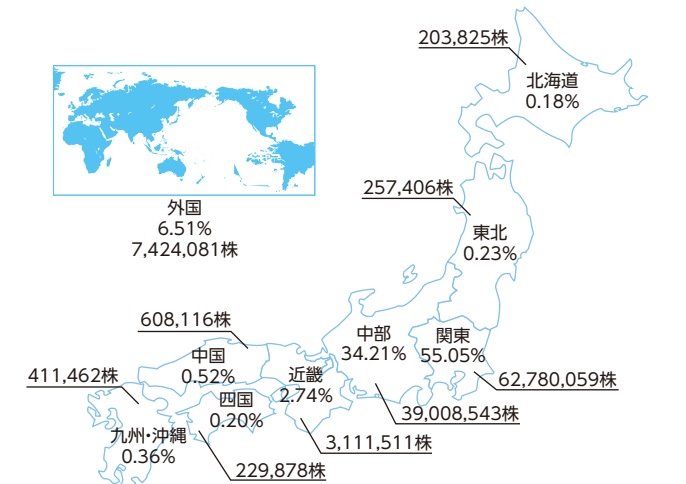 203,825株
北海道
0.18%
外国
6.51%
7,424,081株
257,406株
東北
0.23%
608,116株
中部
34.21%
関東
55.05%
411,462株
中国
0.52%
近畿
2.74%
62,780,059株
四国
0.20%
39,008,543株
九州・沖縄
0.36%
3,111,511株
229,878株